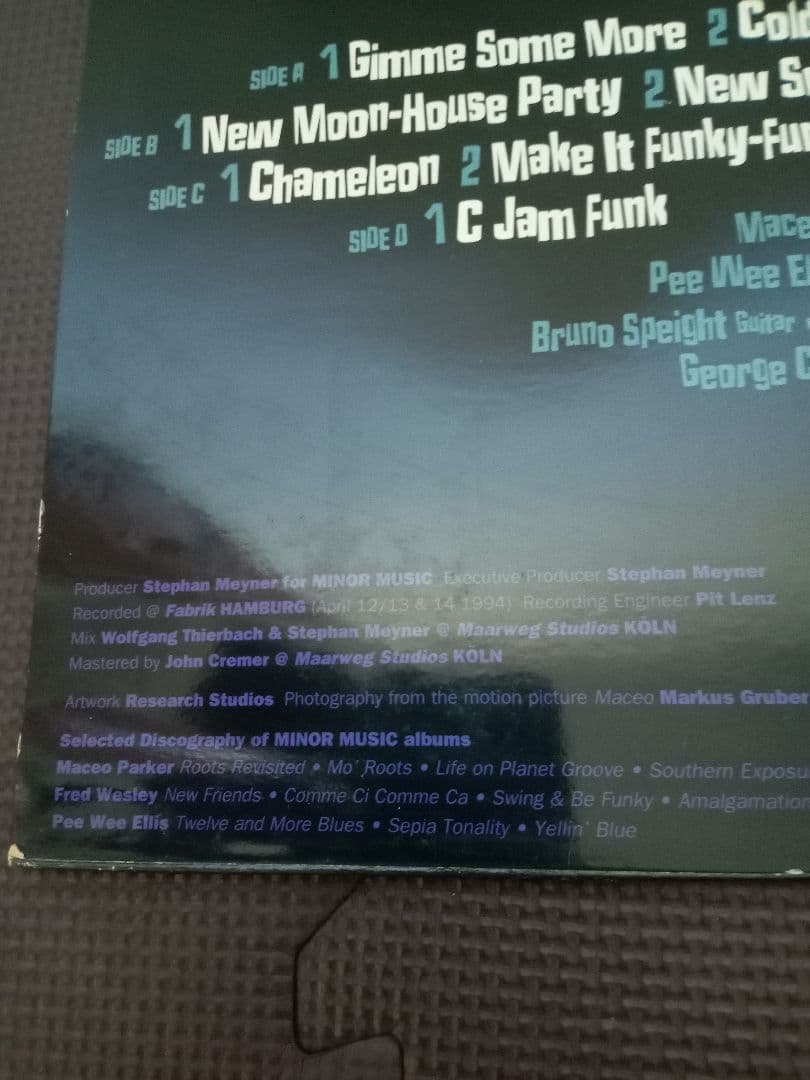 SIDE A 1 Gimme Some More 2 Cold
SIDE B 1 New Moon-House Party 2 New
SIDE C 1 Chameleon 2 Make It Funky-Fun
SIDE D 1 C Jam Funk
Mace
Pee Wee El
Bruno Speight Guitar
George C
Producer Stephan Meyner for MINOR MUSIC Executive Producer Stephan Meyner
Recorded @ Fabrik HAMBURG (April 12/13 & 14 1994) Recording Engineer Pit Lenz
Mix Wolfgang Thierbach & Stephan Meyner @ Maarweg Studios KÖLN
Mastered by John Cremer @ Maarweg Studios KÖLN
Artwork Research Studios Photography from the motion picture Maceo Markus Gruber
Selected Discography of MINOR MUSIC albums
Maceo Parker Roots Revisited • Mo' Roots • Life on Planet Groove • Southern Exposu
Fred Wesley New Friends • Comme Ci Comme Ca • Swing & Be Funky • Amalgamation
Pee Wee Ellis Twelve and More Blues • Sepia Tonality • Yellin' Blue